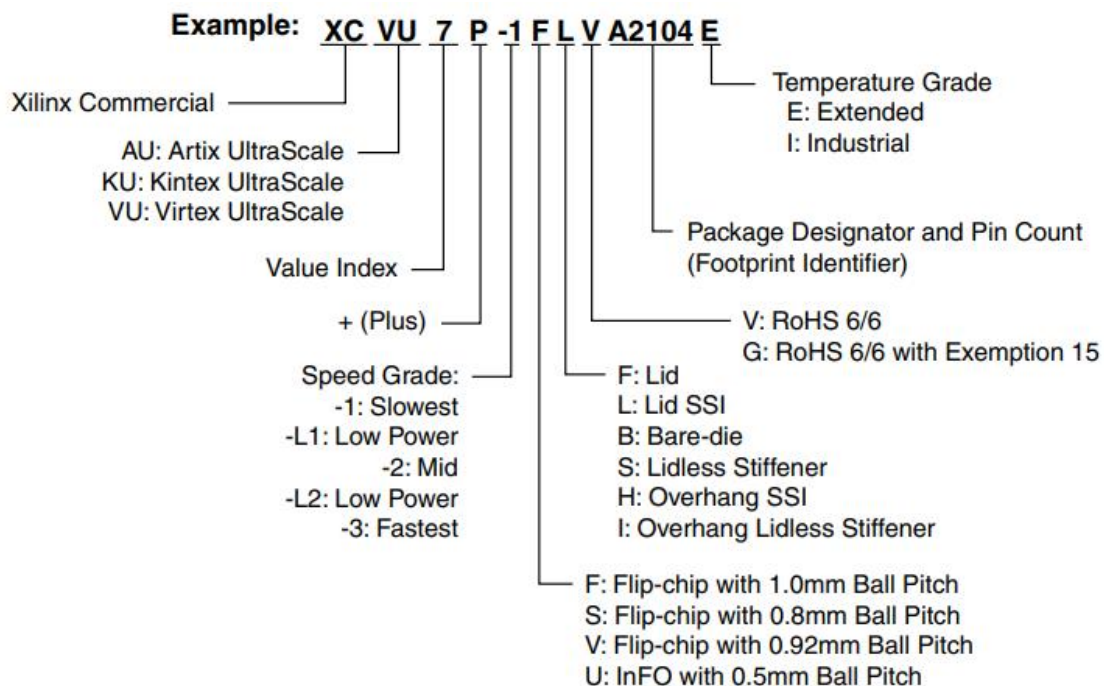 Example: XC VU 7 P -1 F L V A2104 E
Xilinx Commercial
AU: Artix UltraScale
KU: Kintex UltraScale
VU: Virtex UltraScale
Value Index
+ (Plus)
Speed Grade:
-1: Slowest
-L1: Low Power
-2: Mid
-L2: Low Power
-3: Fastest
Temperature Grade
E: Extended
I: Industrial
Package Designator and Pin Count
(Footprint Identifier)
V: RoHS 6/6
G: RoHS 6/6 with Exemption 15
F: Lid
L: Lid SSI
B: Bare-die
S: Lidless Stiffener
H: Overhang SSI
I: Overhang Lidless Stiffener
F: Flip-chip with 1.0mm Ball Pitch
S: Flip-chip with 0.8mm Ball Pitch
V: Flip-chip with 0.92mm Ball Pitch
U: InFO with 0.5mm Ball Pitch